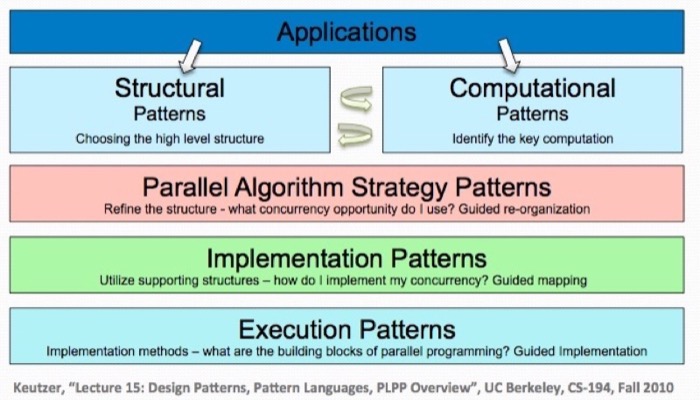 Applications
Structural
Patterns
Choosing the high level structure
Computational
Patterns
Identify the key computation
Parallel Algorithm Strategy Patterns
Refine the structure - what concurrency opportunity do I use? Guided re-organization
Implementation Patterns
Utilize supporting structures – how do I implement my concurrency? Guided mapping
Execution Patterns
Implementation methods – what are the building blocks of parallel programming? Guided Implementation
Keutzer, "Lecture 15: Design Patterns, Pattern Languages, PLPP Overview", UC Berkeley, CS-194, Fall 2010